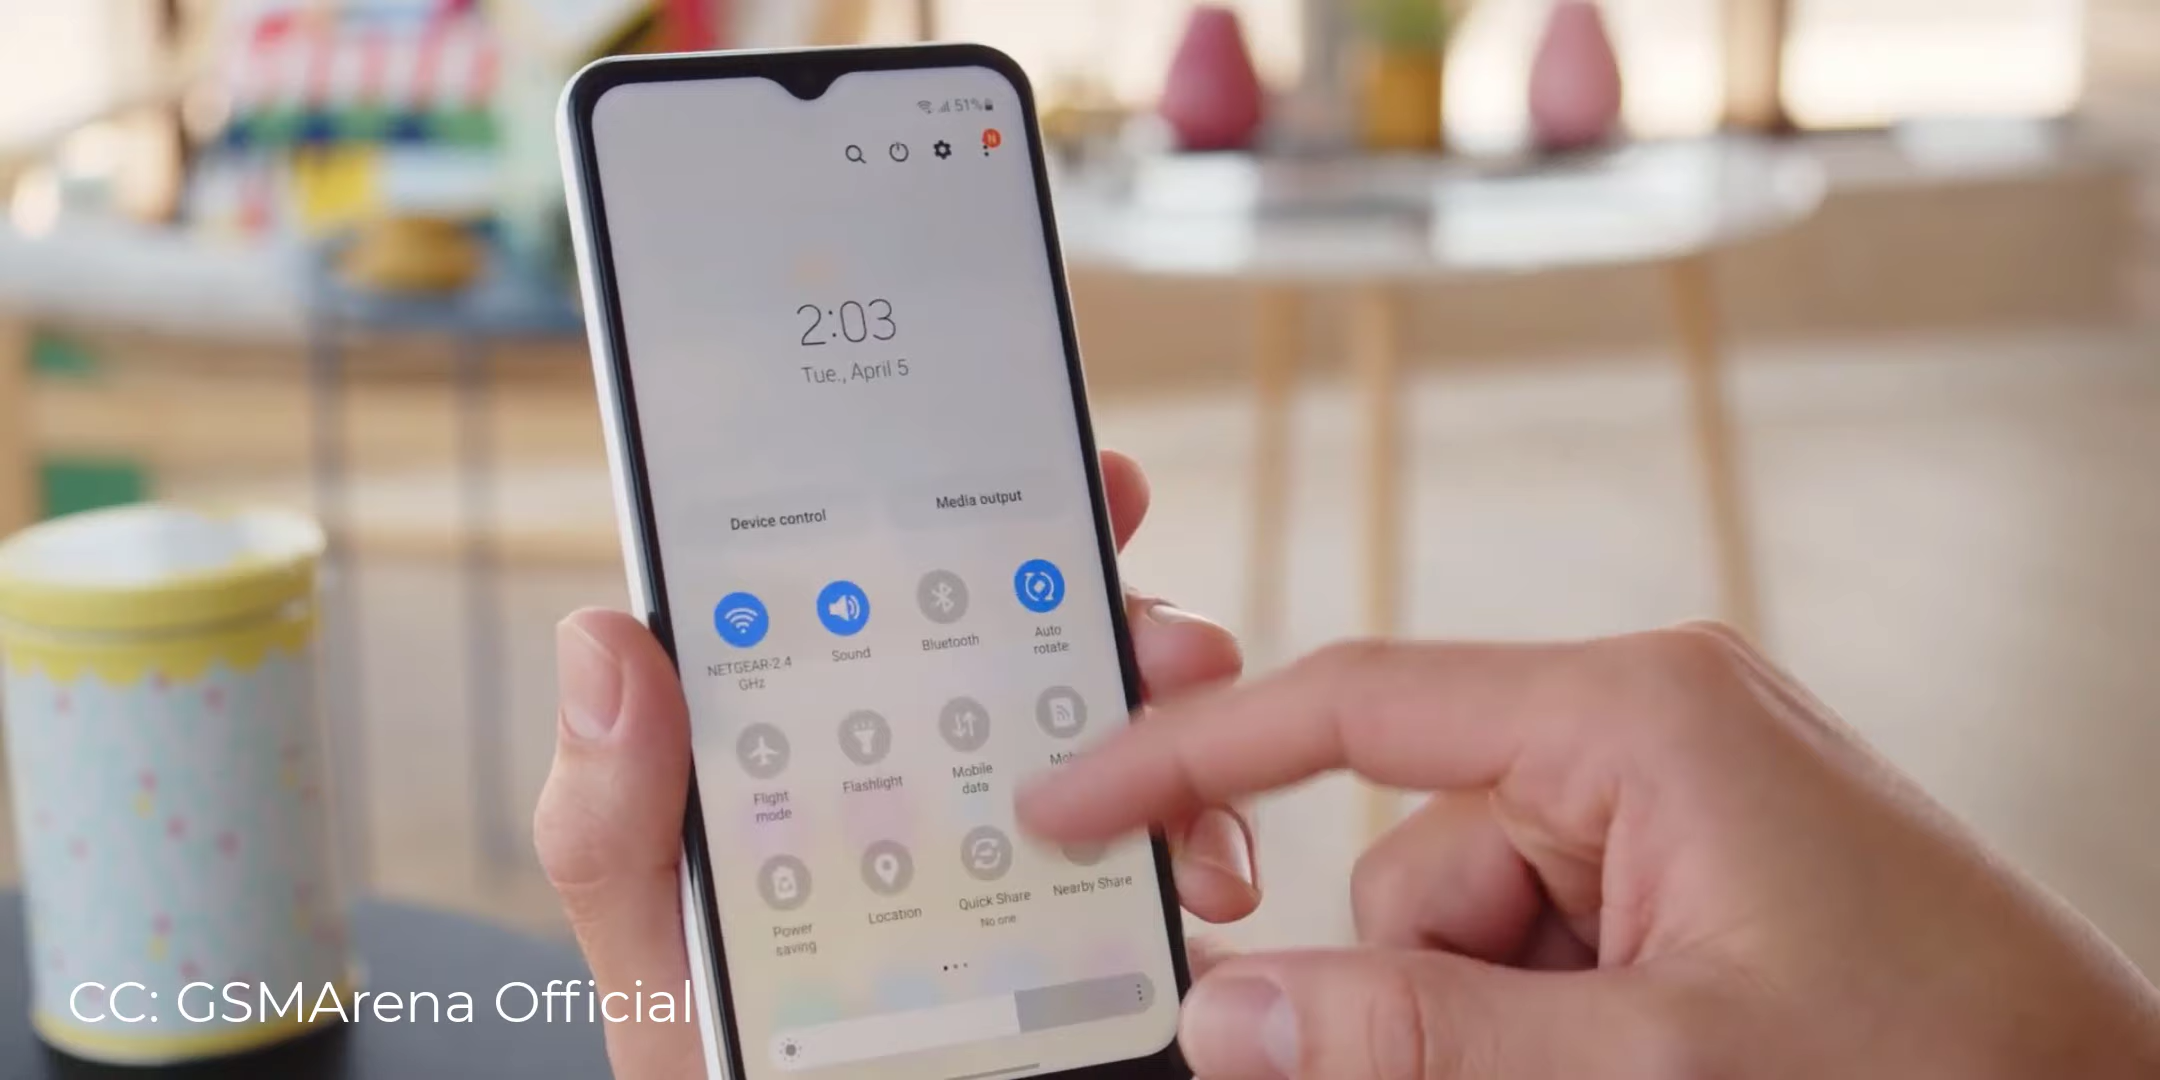 51%
N
2:03
Tue., April 5
Device control
Media output
NETGEAR-2.4
GHz
Sound
Bluetooth
Auto
rotate
Flight
mode
Flashlight
Mobile
data
Power
saving
Location
Quick Share
No one
Nearby Share
CC: GSMArena Official